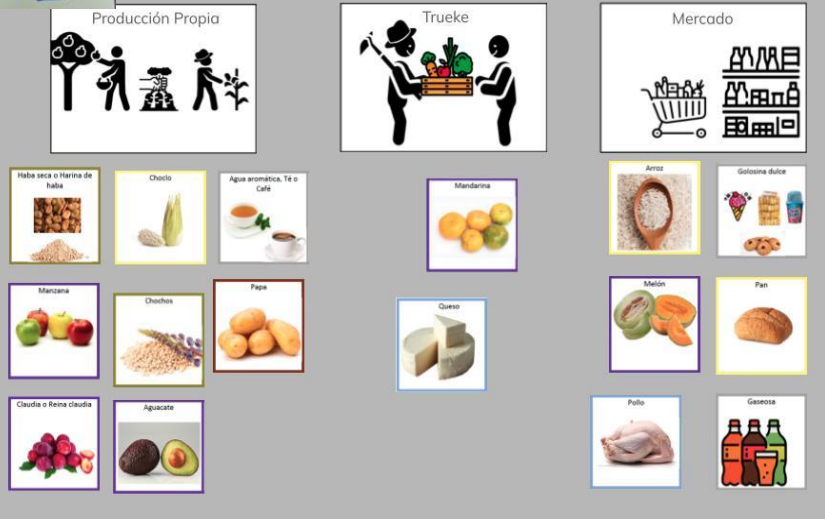 Producción Propia
Trueke
Mercado
Haba seca o Harina de
haba
Choclo
Agua aromática, Té o
Café
Mandarina
Arroz
Golosina dulce
Manzana
Chochos
Papa
Queso
Melón
Pan
Claudia o Reina claudia
Aguacate
Pollo
Gaseosa